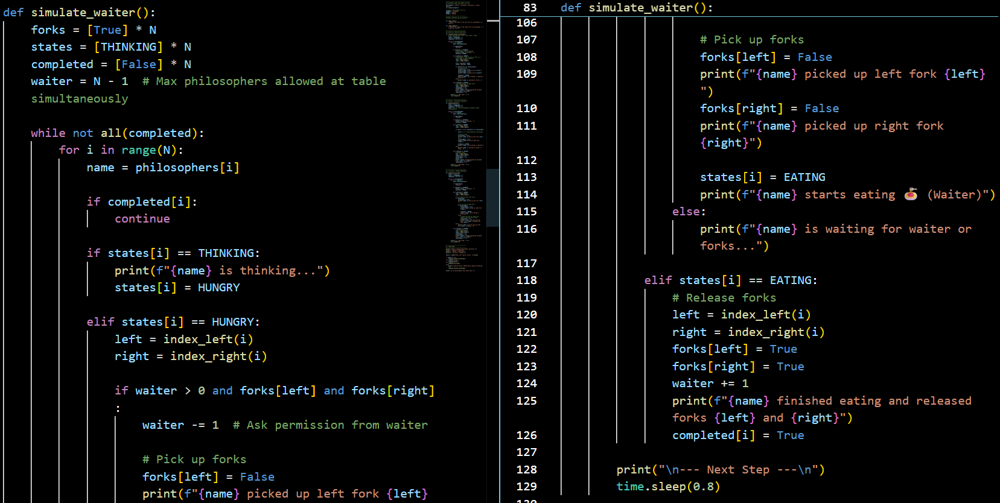 def simulate_waiter():
forks = [True] * N
states = [THINKING] * N
completed = [False] * N
waiter = N - 1  # Max philosophers allowed at table
simultaneously
while not all(completed):
for i in range(N):
name = philosophers[i]
if completed[i]:
continue
if states[i] == THINKING:
print(f"{name} is thinking...")
states[i] = HUNGRY
elif states[i] == HUNGRY:
left = index_left(i)
right = index_right(i)
if waiter > 0 and forks[left] and forks[right]
:
waiter -= 1  # Ask permission from waiter
# Pick up forks
forks[left] = False
print(f"{name} picked up left fork {left}
83 def simulate_waiter():
106
107 # Pick up forks
108 forks[left] = False
109 print(f"{name} picked up left fork {left}
")
110 forks[right] = False
111 print(f"{name} picked up right fork
{right}")
112
113 states[i] = EATING
114 print(f"{name} starts eating 🍝 (Waiter)")
115 else:
116 print(f"{name} is waiting for waiter or
forks...")
117
118 elif states[i] == EATING:
119 # Release forks
120 left = index_left(i)
121 right = index_right(i)
122 forks[left] = True
123 forks[right] = True
124 waiter += 1
125 print(f"{name} finished eating and released
forks {left} and {right}")
126 completed[i] = True
127
128 print("\n--- Next Step ---\n")
129 time.sleep(0.8)
130